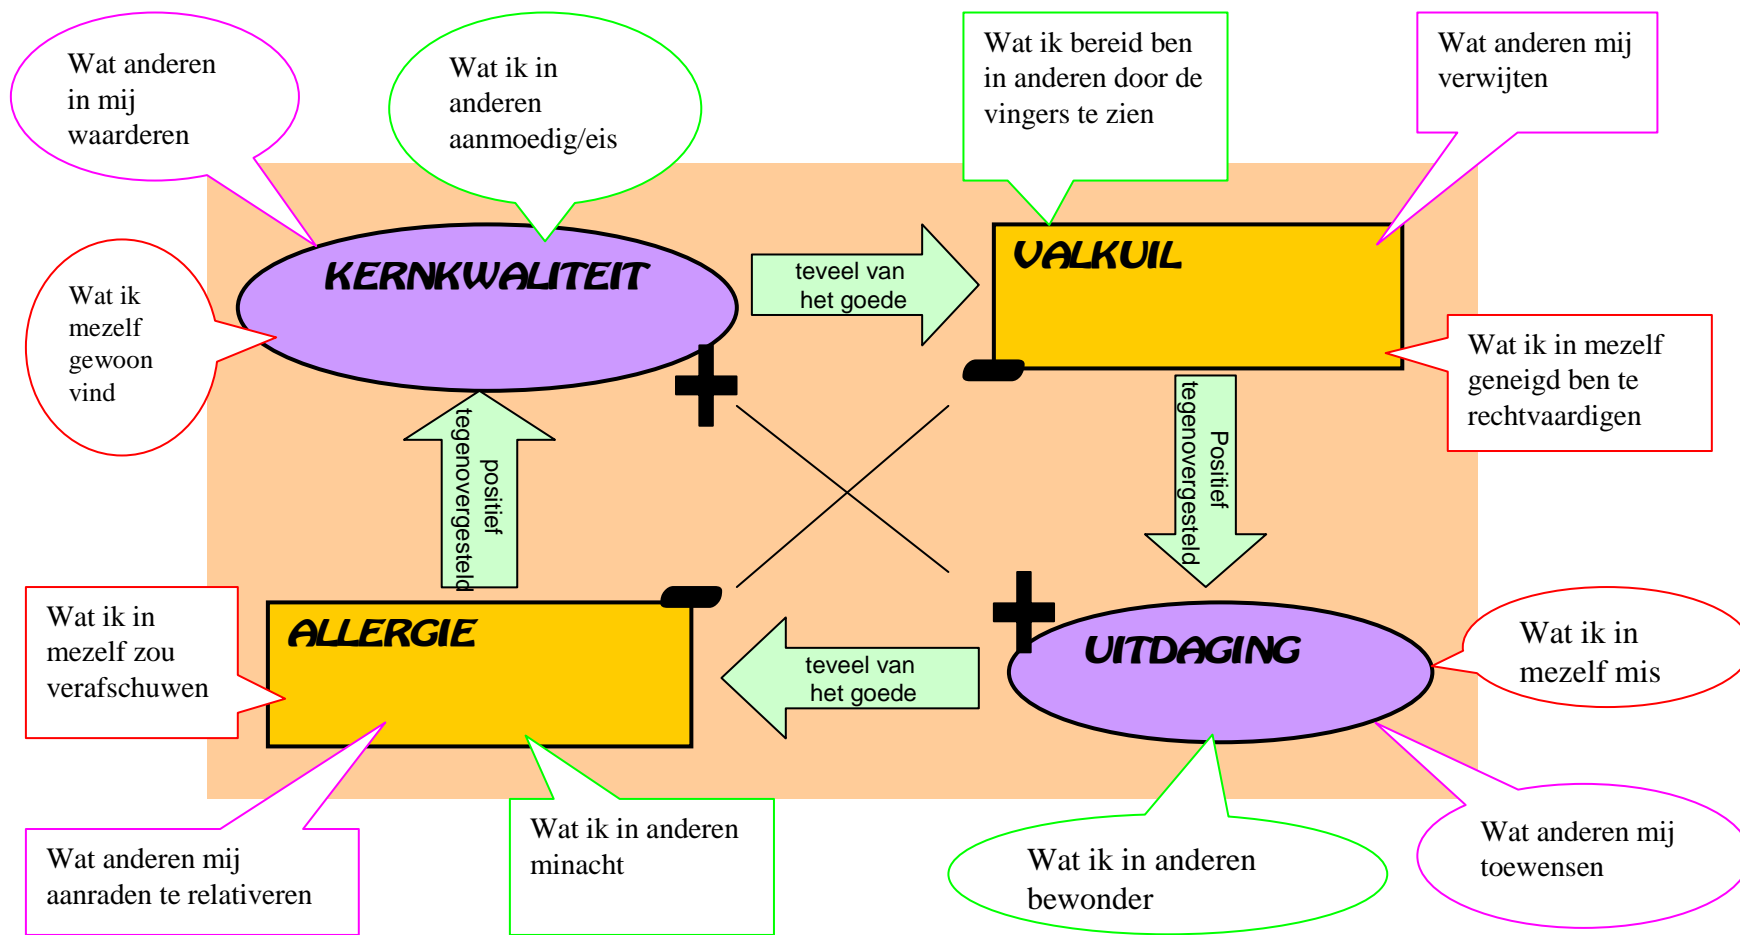 Wat anderen
in mij
waarderen
Wat ik in
anderen
aanmoedig/eis
Wat ik bereid ben
in anderen door de
vingers te zien
Wat anderen mij
verwijten
Wat ik
mezelf
gewoon
vind
KERNKWALITEIT
teveel van
het goede
VALKUIL
Wat ik in mezelf
geneigd ben te
rechtvaardigen
positief
tegenovergesteld
Positief
tegenovergesteld
Wat ik in
mezelf zou
verafschuwen
ALLERGIE
teveel van
het goede
UITDAGING
Wat ik in
mezelf mis
Wat anderen mij
aanraden te relativeren
Wat ik in anderen
minacht
Wat ik in anderen
bewonder
Wat anderen mij
toewensen